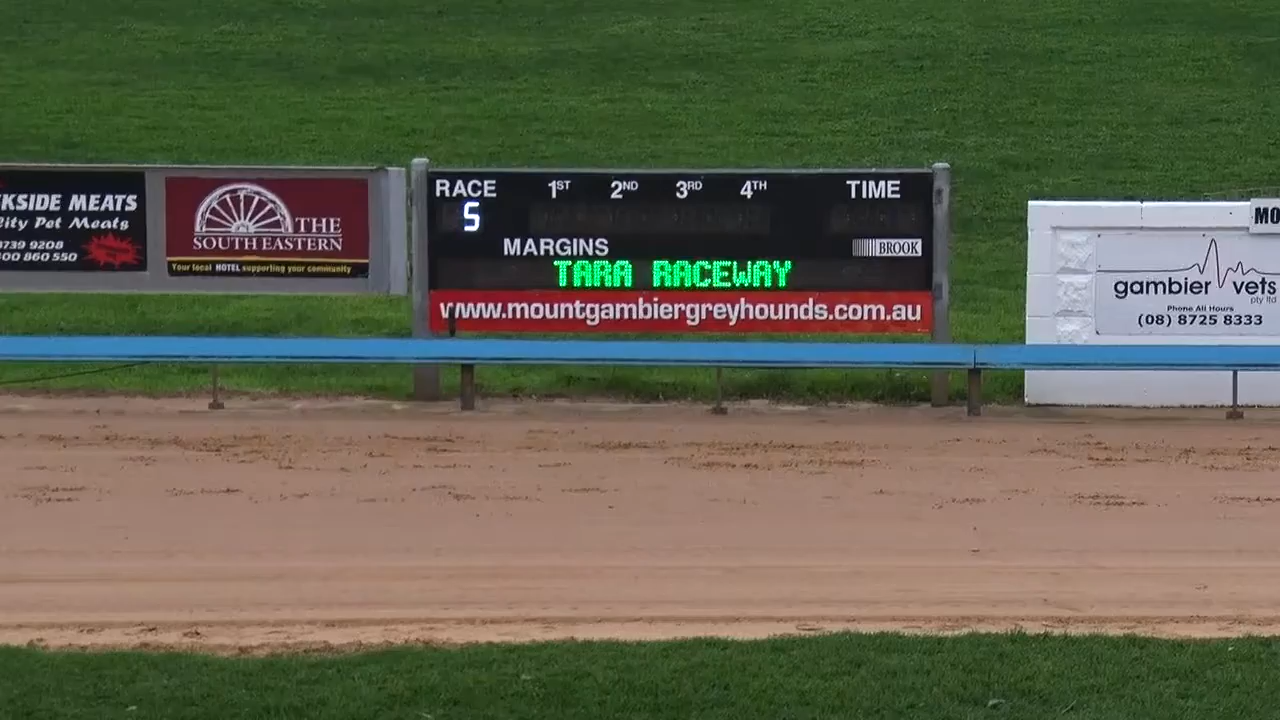 KSIDE MEATS
ity Pet Meats
739 9208
00 860 550
THE
SOUTH EASTERN
Your local HOTEL supporting your community
RACE 1ST 2ND 3RD 4TH TIME
5
MARGINS
BROOK
TARA RACEWAY
www.mountgambiergreyhounds.com.au
MO
gambier vets
pty ltd
Phone All Hours
(08) 8725 8333